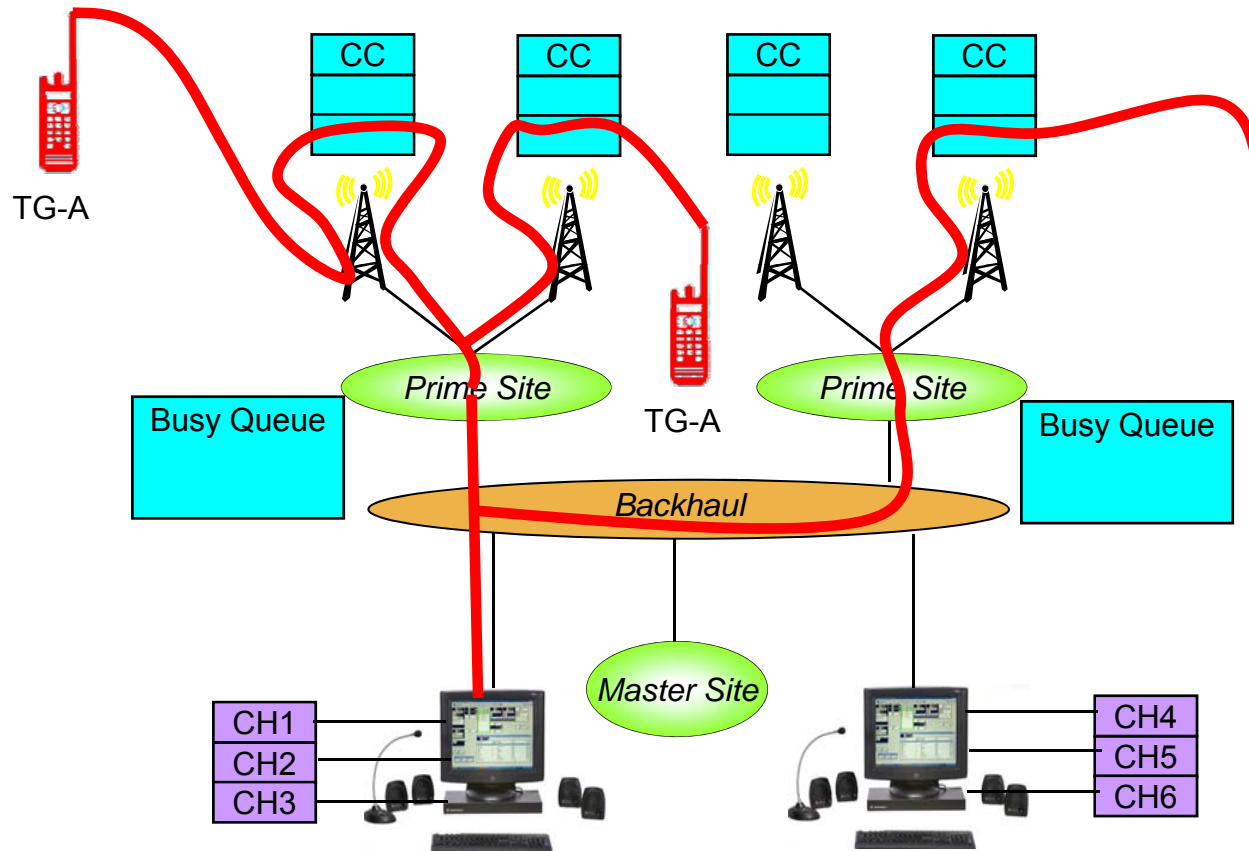 CC
CC
CC
CC
TG-A
TG-A
Prime Site
Prime Site
Busy Queue
Busy Queue
Backhaul
Master Site
CH1
CH2
CH3
CH4
CH5
CH6